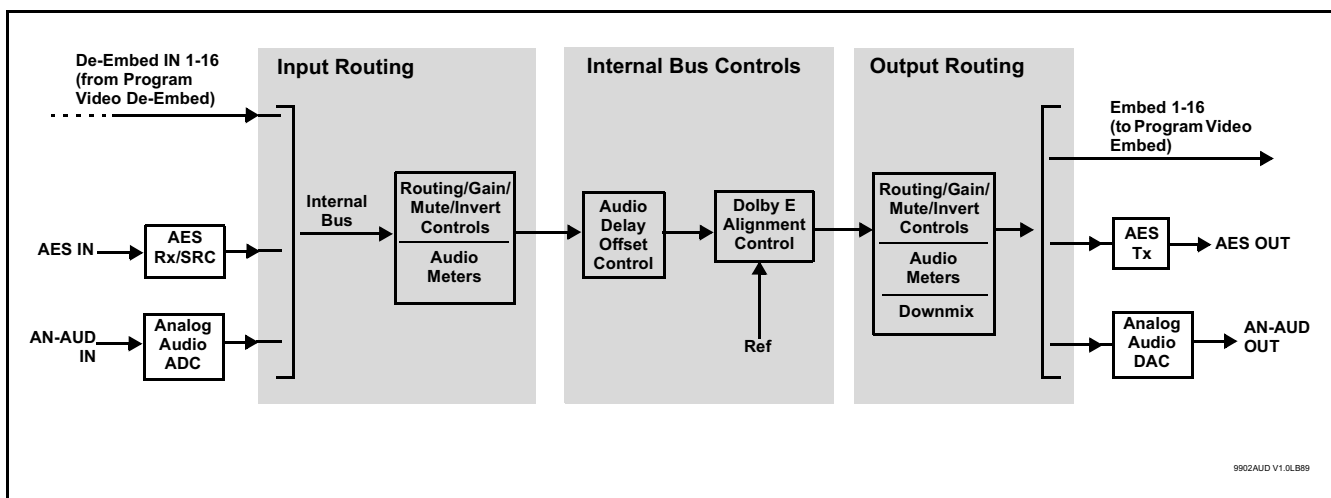 De-Embed IN 1-16
(from Program
Video De-Embed)
Input Routing
Internal Bus Controls
Output Routing
Embed 1-16
(to Program Video
Embed)
Internal
Bus
Routing/Gain/
Mute/Invert
Controls
Audio
Meters
Audio
Delay
Offset
Control
Dolby E
Alignment
Control
Routing/Gain/
Mute/Invert
Controls
Audio
Meters
Downmix
AES IN
AES
Rx/SRC
AES
Tx
AES OUT
AN-AUD
IN
Analog
Audio
ADC
Ref
Analog
Audio
DAC
AN-AUD
OUT
9902AUD V1.0LB89